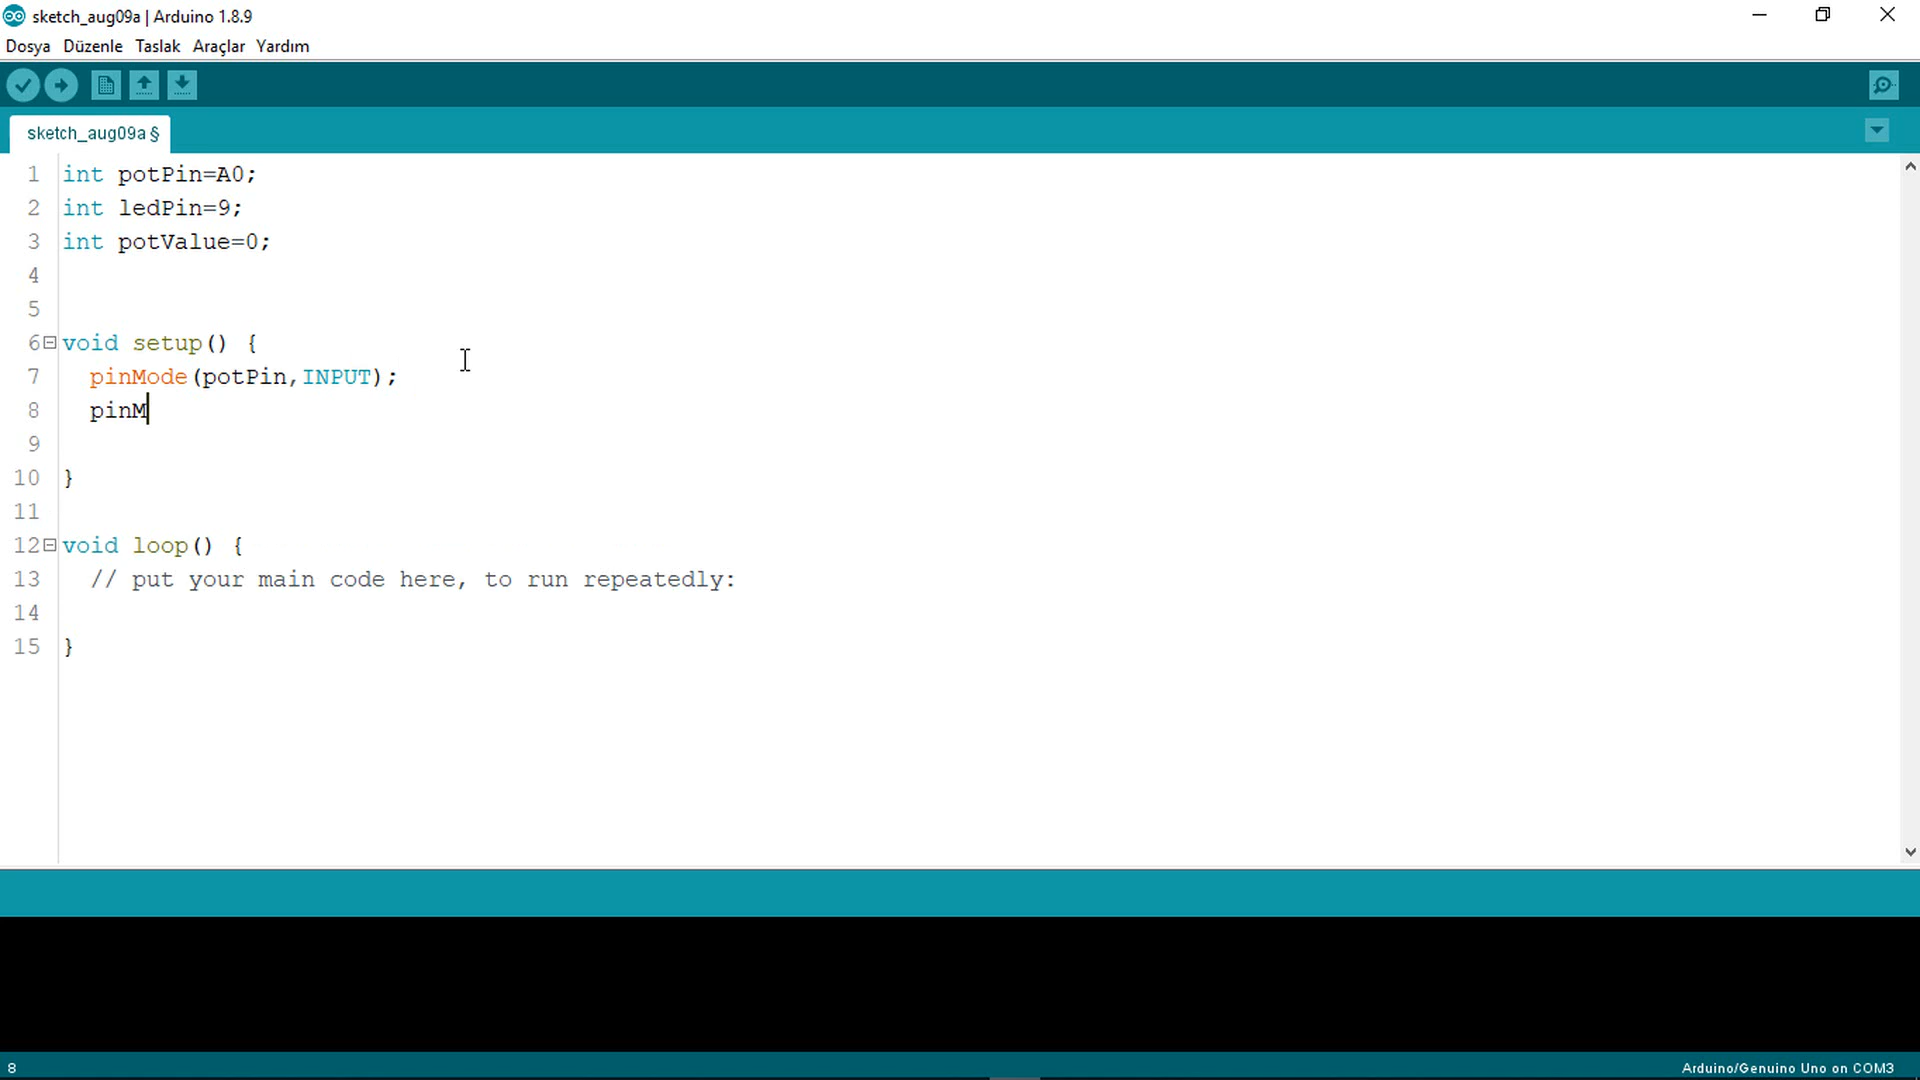 sketch_aug09a | Arduino 1.8.9
Dosya Düzenle Taslak Araçlar Yardım
sketch_aug09a §
1 int potPin=A0;
2 int ledPin=9;
3 int potValue=0;
4
5
6 void setup() {
7 pinMode(potPin,INPUT);
8 pinM
9
10 }
11
12 void loop() {
13 // put your main code here, to run repeatedly:
14
15 }
8
Arduino/Genuino Uno on COM3